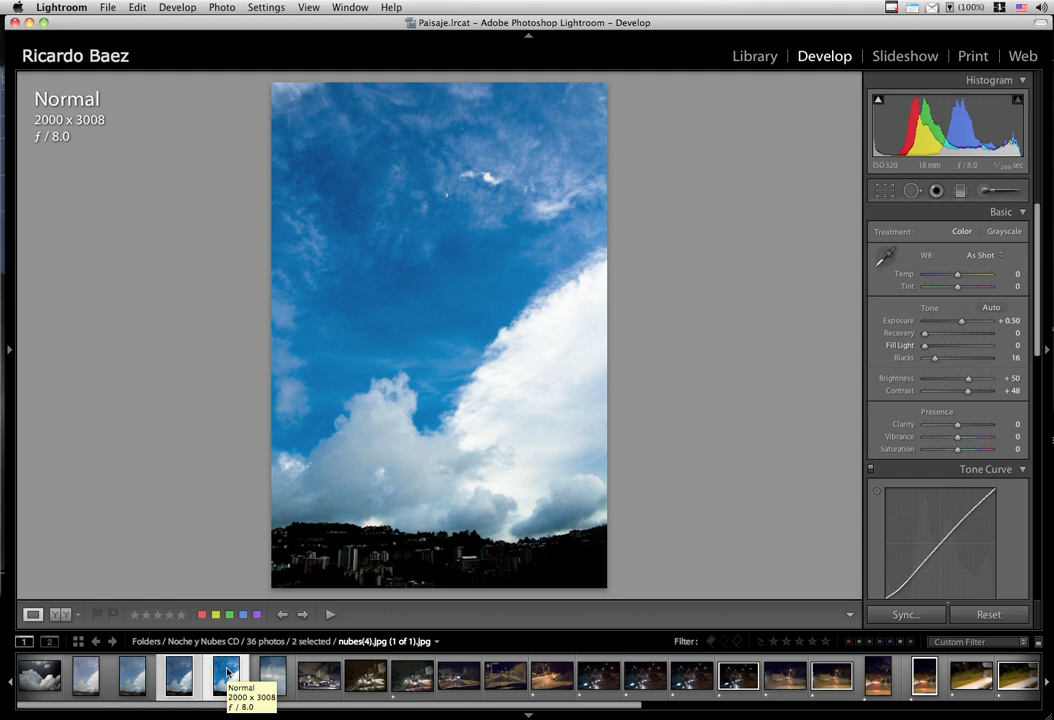 Lightroom File Edit Develop Photo Settings View Window Help (100%)
Paisaje.lrcat - Adobe Photoshop Lightroom - Develop
Ricardo Baez
Library | Develop | Slideshow | Print | Web
Normal
2000 x 3008
ƒ / 8.0
Histogram
ISO 320 18 mm ƒ / 8.0
Basic
Treatment: Color Grayscale
WB: As Shot
Temp 0
Tint 0
Tone Auto
Exposure + 0.50
Recovery 0
Fill Light 0
Blacks 16
Brightness + 50
Contrast + 48
Presence
Clarity 0
Vibrance 0
Saturation 0
Tone Curve
Sync... Reset
1 2 Folders / Noche y Nubes CD / 36 photos / 2 selected / nubes(4).jpg (1 of 1).jpg Filter: Custom Filter
Normal
2000 x 3008
ƒ / 8.0